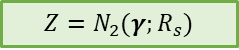 Z = N₂(γ; Rₛ)